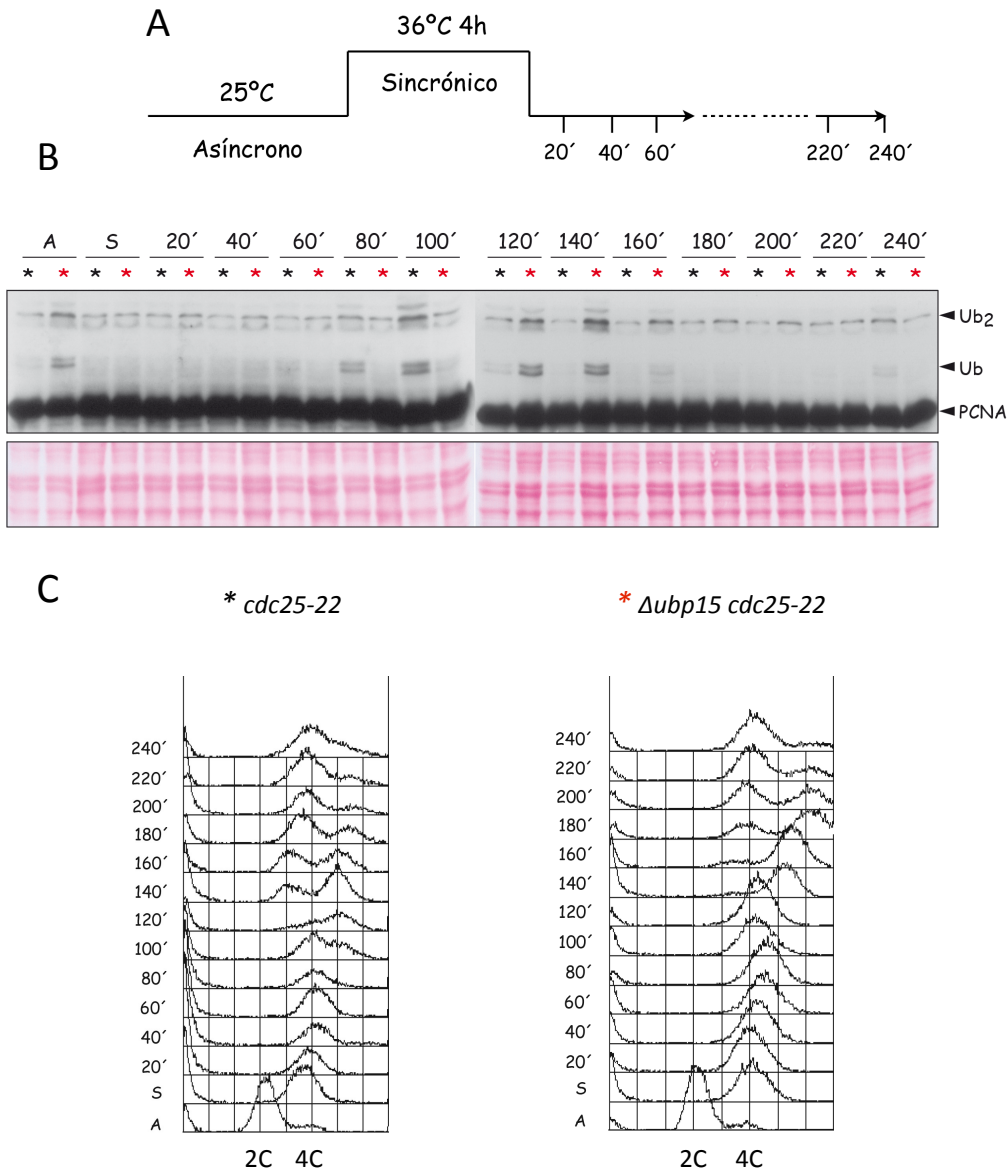 A
36ºC 4h
25ºC
Sincrónico
Asíncrono
20´ 40´ 60´ 220´ 240´
B
A S 20´ 40´ 60´ 80´ 100´ 120´ 140´ 160´ 180´ 200´ 220´ 240´
* * * * * * * * * * * * * * * * * * * * * * * * * * * *
Ub2
Ub
PCNA
C
* cdc25-22
240´
220´
200´
180´
160´
140´
120´
100´
80´
60´
40´
20´
S
A
2C 4C
* Δubp15 cdc25-22
240´
220´
200´
180´
160´
140´
120´
100´
80´
60´
40´
20´
S
A
2C 4C